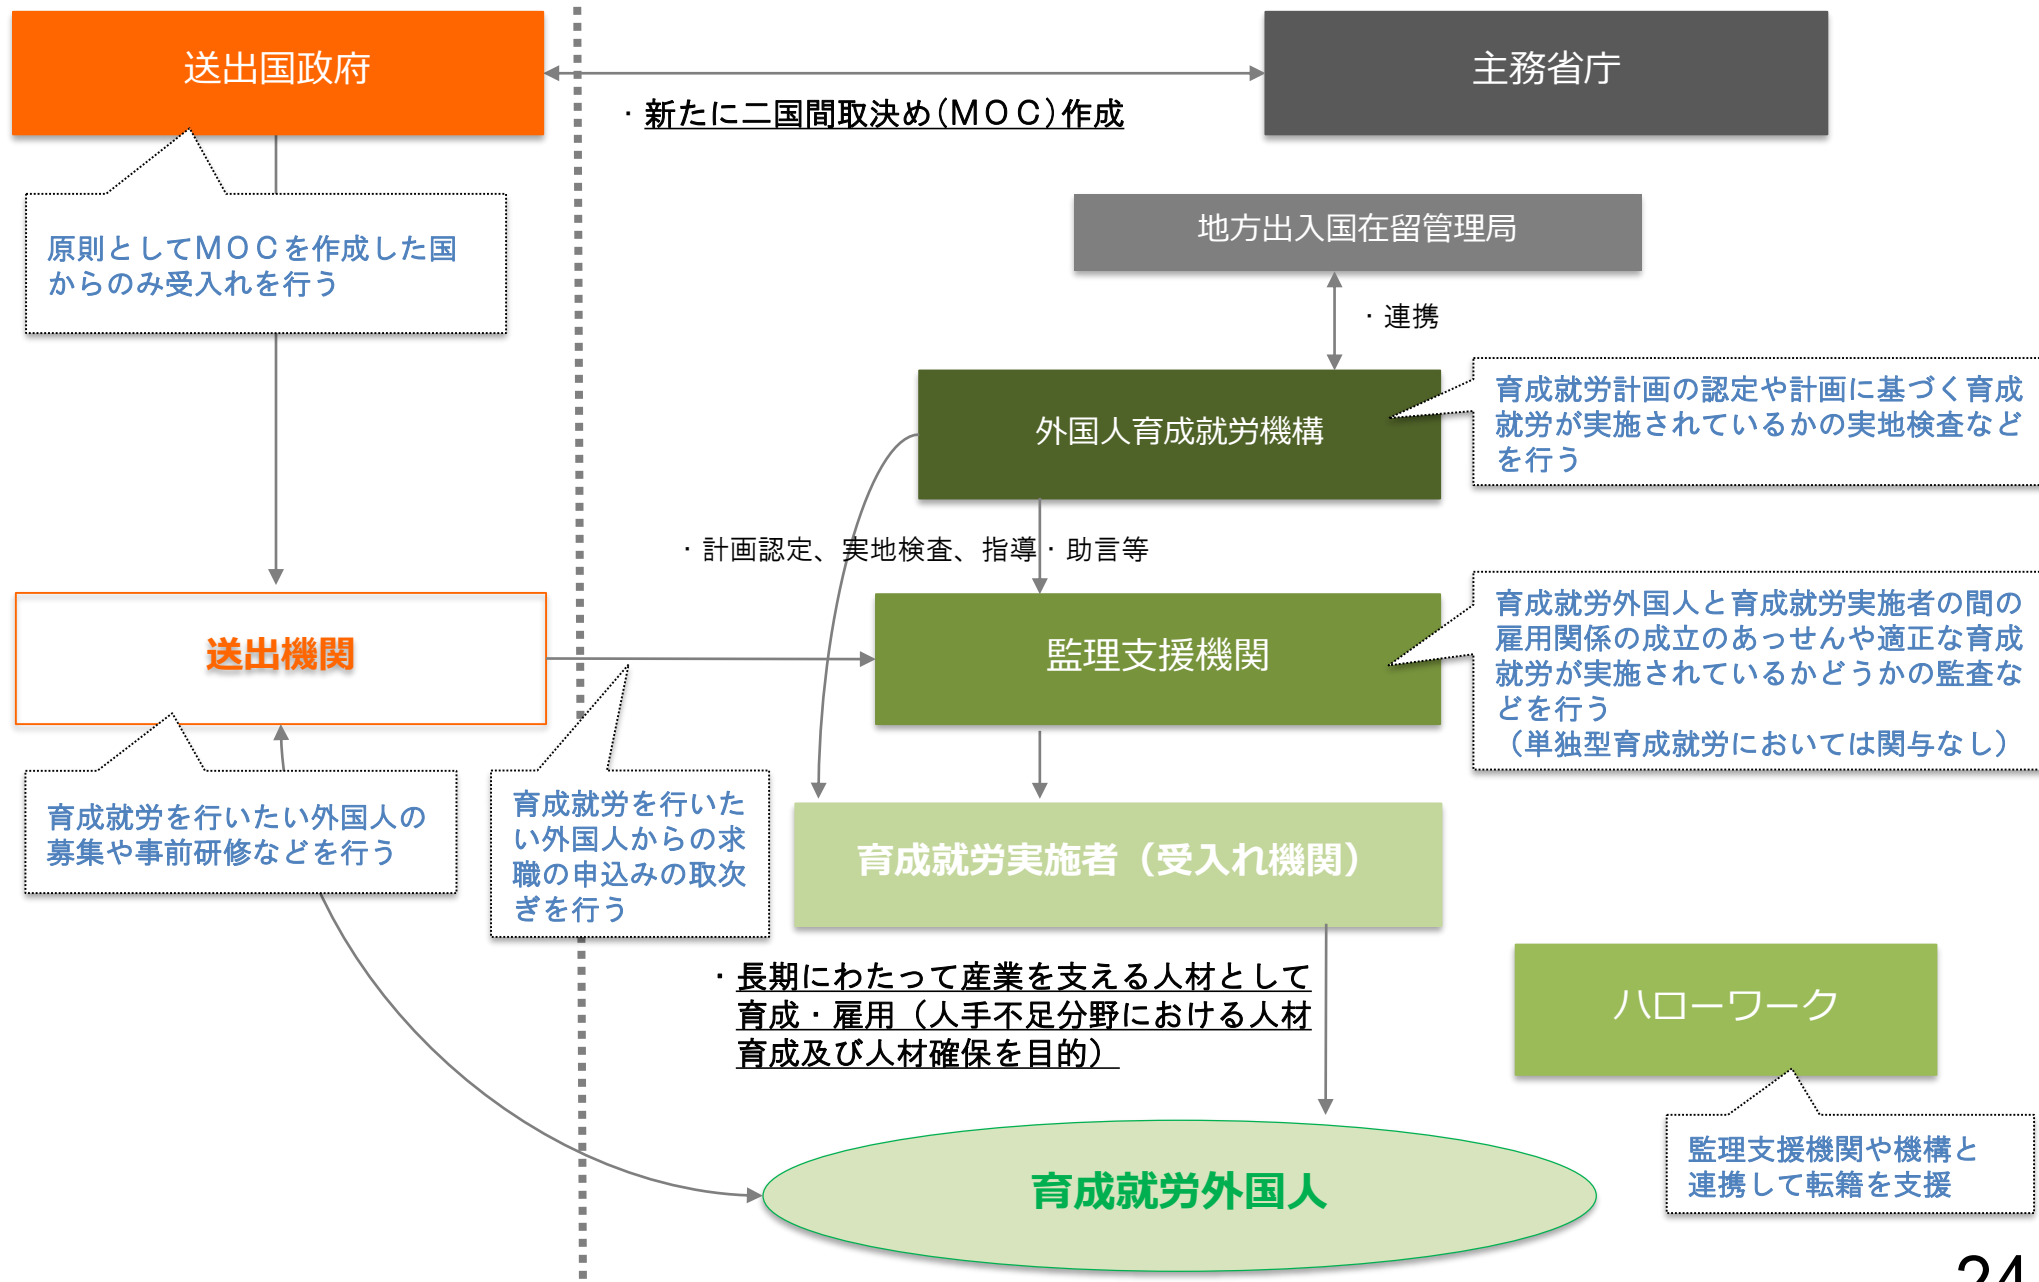 送出国政府
主務省庁
・新たに二国間取決め(ＭＯＣ)作成
地方出入国在留管理局
原則としてＭＯＣを作成した国
からのみ受入れを行う
・連携
外国人育成就労機構
育成就労計画の認定や計画に基づく育成
就労が実施されているかの実地検査など
を行う
・計画認定、実地検査、指導・助言等
送出機関
監理支援機関
育成就労外国人と育成就労実施者の間の
雇用関係の成立のあっせんや適正な育成
就労が実施されているかどうかの監査な
どを行う
（単独型育成就労においては関与なし）
育成就労を行いたい外国人の
募集や事前研修などを行う
育成就労を行いた
い外国人からの求
職の申込みの取次
ぎを行う
育成就労実施者（受入れ機関）
・長期にわたって産業を支える人材として
育成・雇用（人手不足分野における人材
育成及び人材確保を目的）
ハローワーク
監理支援機関や機構と
連携して転籍を支援
育成就労外国人
24